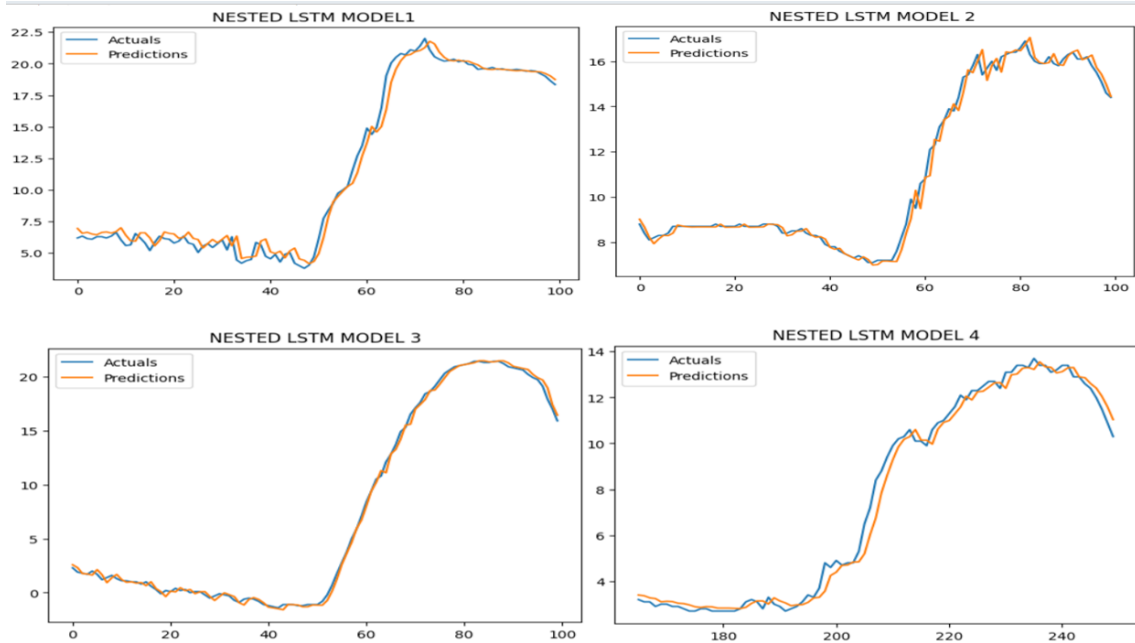 NESTED LSTM MODEL1
Actuals
Predictions
22.5
20.0
17.5
15.0
12.5
10.0
7.5
5.0
0 20 40 60 80 100
NESTED LSTM MODEL 2
Actuals
Predictions
16
14
12
10
8
0 20 40 60 80 100
NESTED LSTM MODEL 3
Actuals
Predictions
20
15
10
5
0
0 20 40 60 80 100
NESTED LSTM MODEL 4
Actuals
Predictions
14
12
10
8
6
4
180 200 220 240